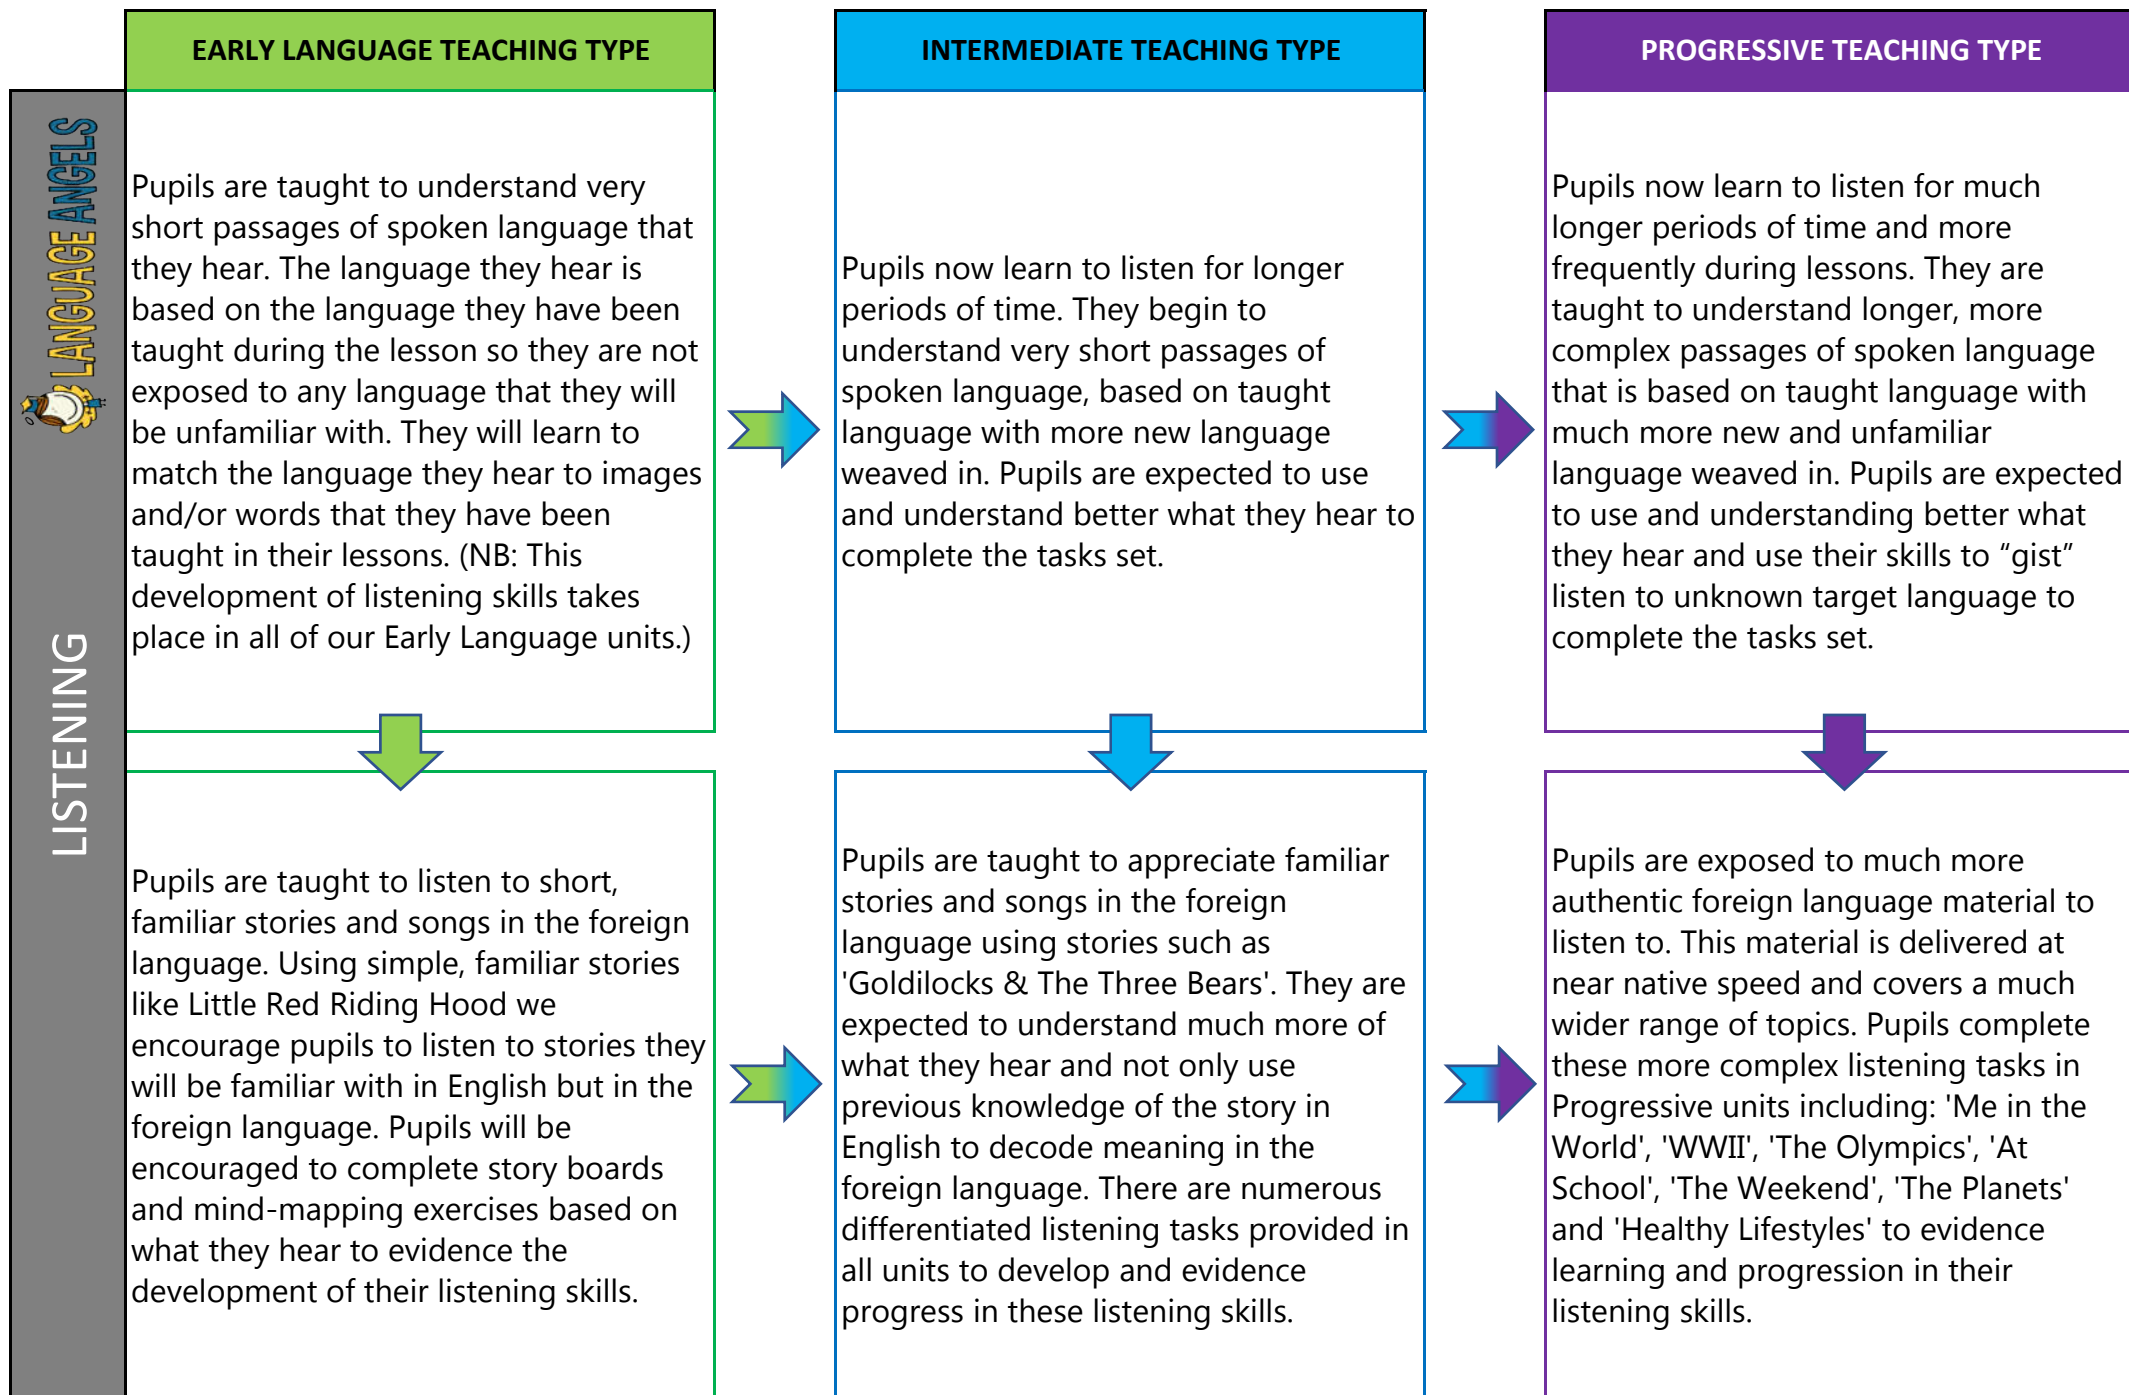 EARLY LANGUAGE TEACHING TYPE
INTERMEDIATE TEACHING TYPE
PROGRESSIVE TEACHING TYPE
LANGUAGE ANGELS
LISTENING
Pupils are taught to understand very
short passages of spoken language that
they hear. The language they hear is
based on the language they have been
taught during the lesson so they are not
exposed to any language that they will
be unfamiliar with. They will learn to
match the language they hear to images
and/or words that they have been
taught in their lessons. (NB: This
development of listening skills takes
place in all of our Early Language units.)
Pupils now learn to listen for longer
periods of time. They begin to
understand very short passages of
spoken language, based on taught
language with more new language
weaved in. Pupils are expected to use
and understand better what they hear to
complete the tasks set.
Pupils now learn to listen for much
longer periods of time and more
frequently during lessons. They are
taught to understand longer, more
complex passages of spoken language
that is based on taught language with
much more new and unfamiliar
language weaved in. Pupils are expected
to use and understanding better what
they hear and use their skills to “gist”
listen to unknown target language to
complete the tasks set.
Pupils are taught to listen to short,
familiar stories and songs in the foreign
language. Using simple, familiar stories
like Little Red Riding Hood we
encourage pupils to listen to stories they
will be familiar with in English but in the
foreign language. Pupils will be
encouraged to complete story boards
and mind-mapping exercises based on
what they hear to evidence the
development of their listening skills.
Pupils are taught to appreciate familiar
stories and songs in the foreign
language using stories such as
'Goldilocks & The Three Bears'. They are
expected to understand much more of
what they hear and not only use
previous knowledge of the story in
English to decode meaning in the
foreign language. There are numerous
differentiated listening tasks provided in
all units to develop and evidence
progress in these listening skills.
Pupils are exposed to much more
authentic foreign language material to
listen to. This material is delivered at
near native speed and covers a much
wider range of topics. Pupils complete
these more complex listening tasks in
Progressive units including: 'Me in the
World', 'WWII', 'The Olympics', 'At
School', 'The Weekend', 'The Planets'
and 'Healthy Lifestyles' to evidence
learning and progression in their
listening skills.